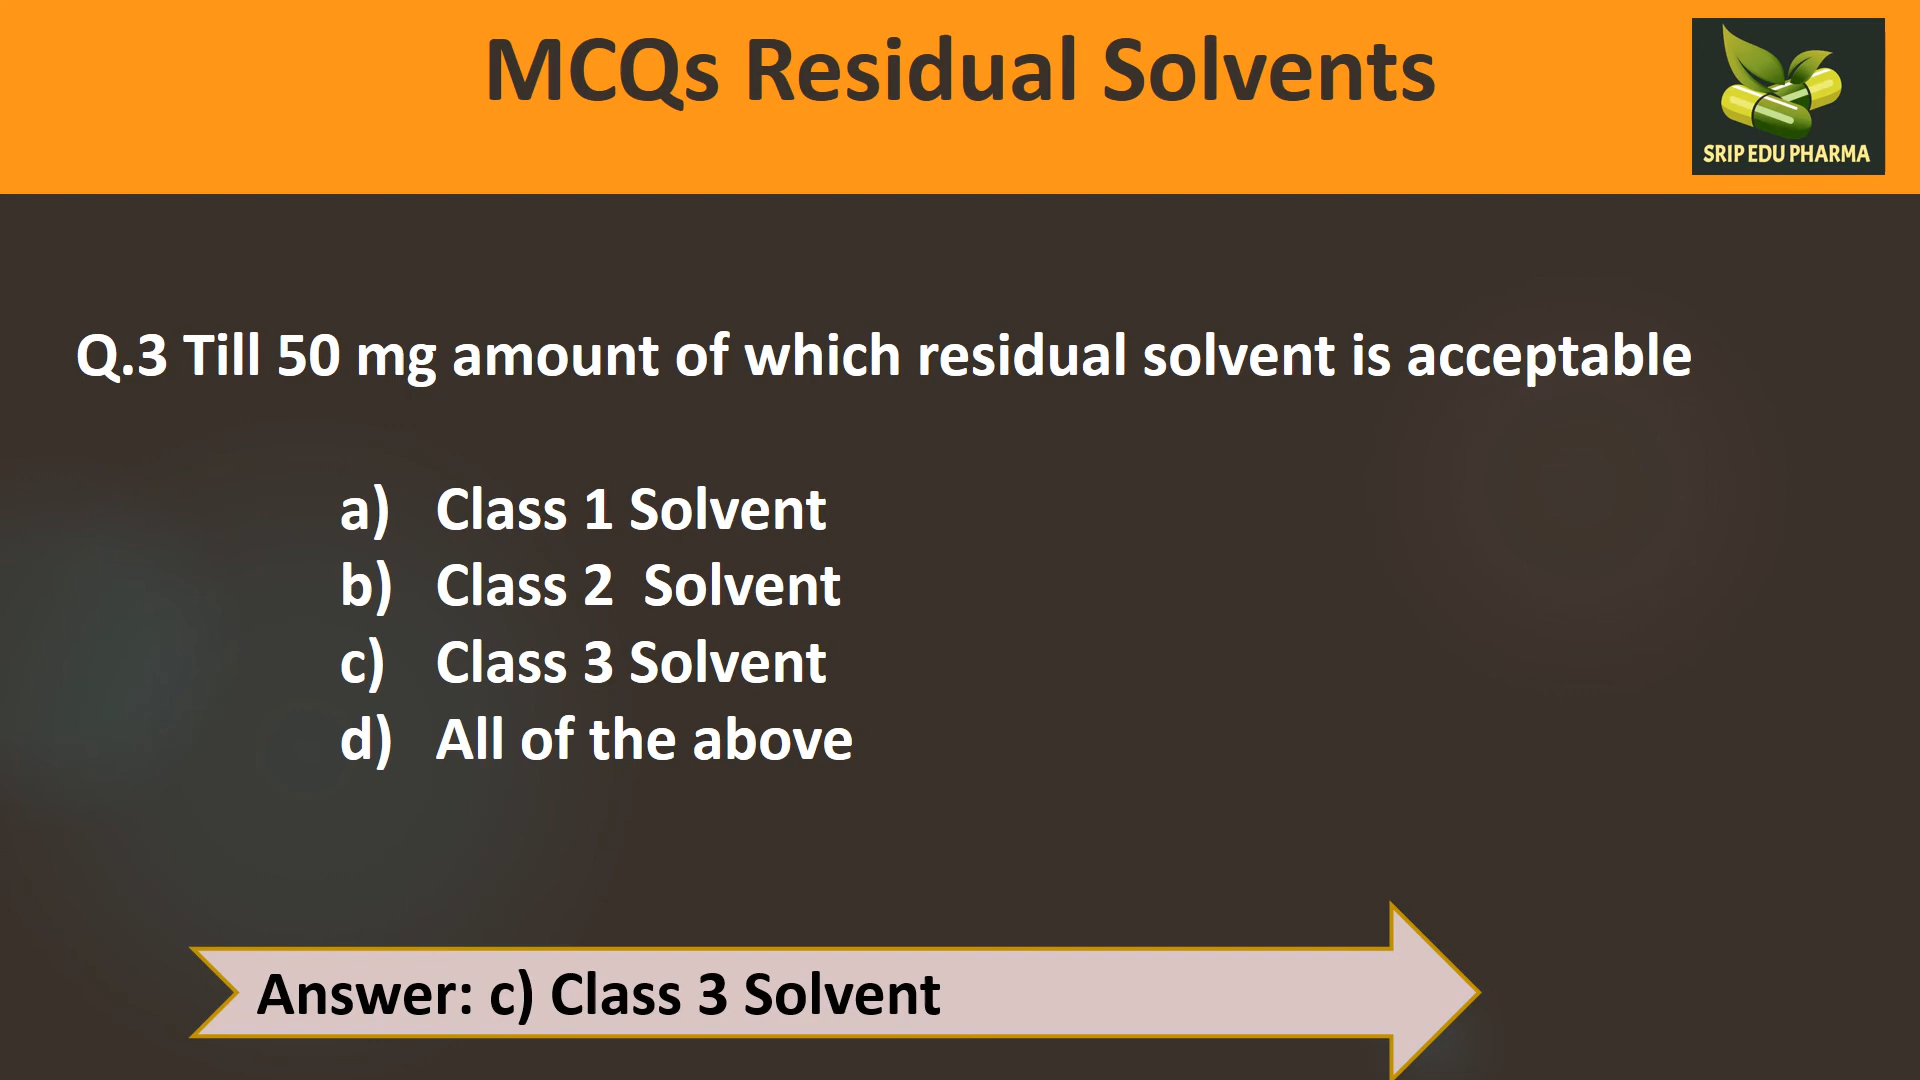 MCQs Residual Solvents
SRIP EDU PHARMA
Q.3 Till 50 mg amount of which residual solvent is acceptable
a) Class 1 Solvent
b) Class 2 Solvent
c) Class 3 Solvent
d) All of the above
Answer: c) Class 3 Solvent